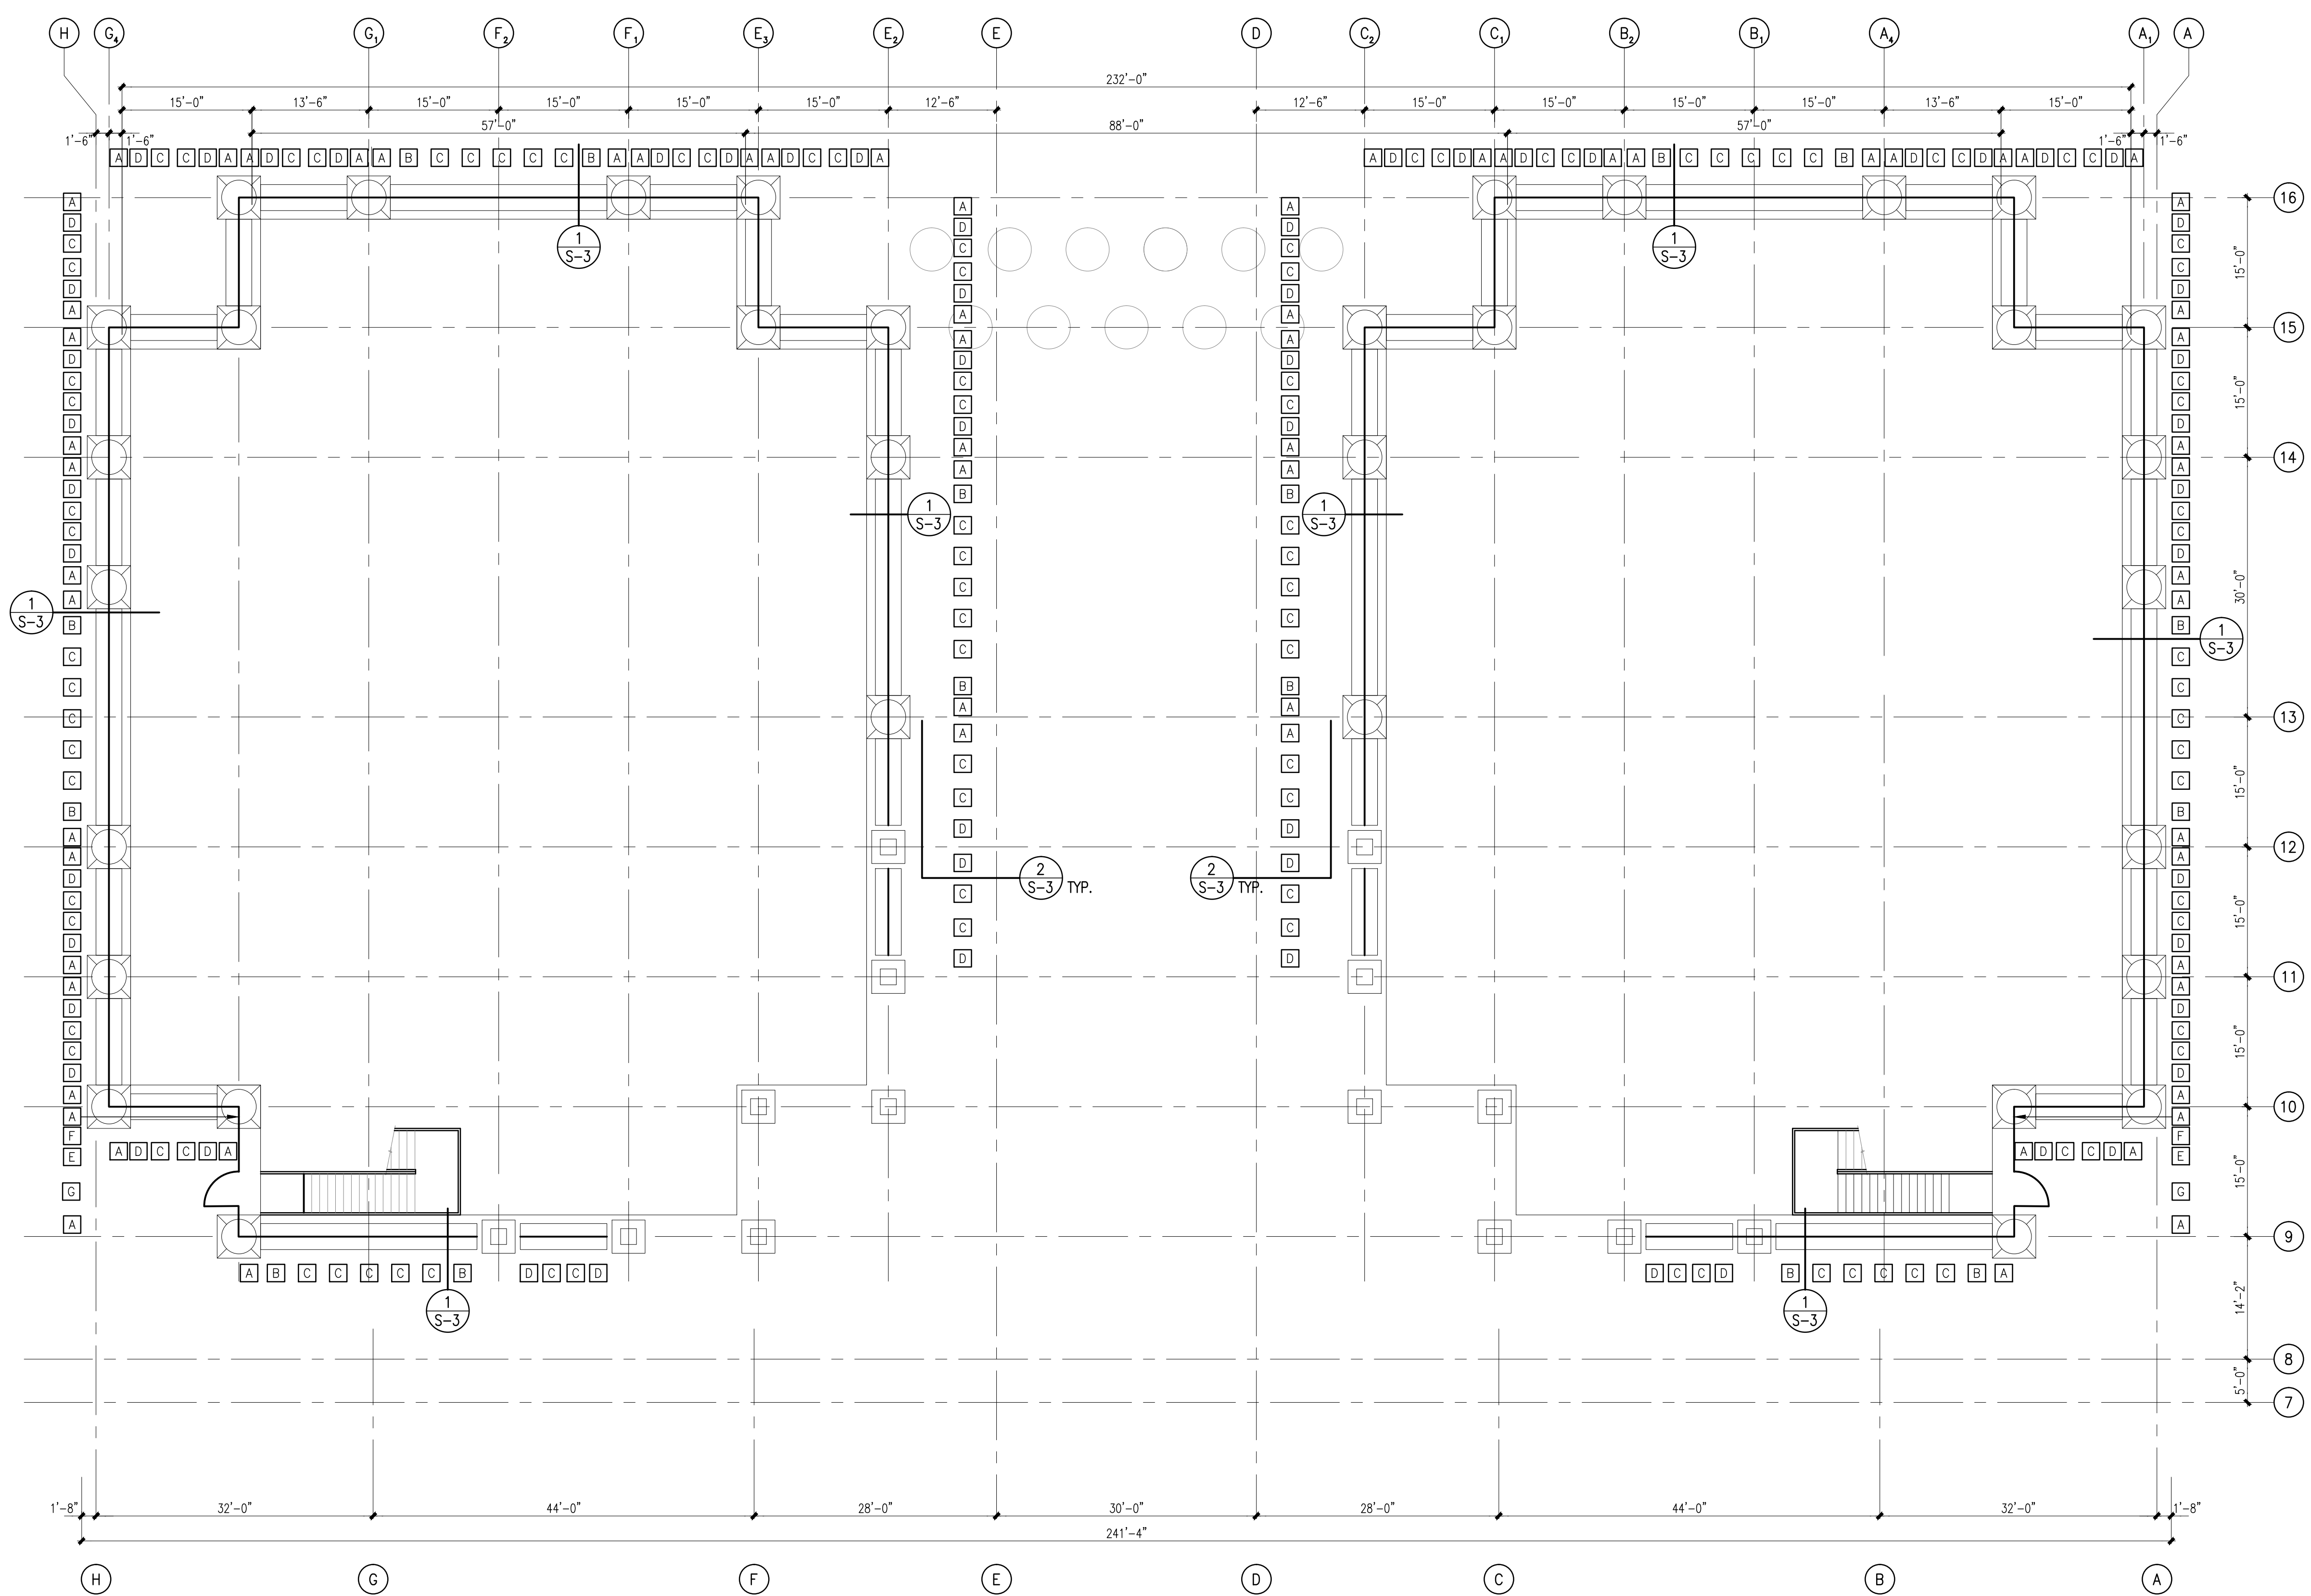 H G₄ G₁ F₂ F₁ E₃ E₂ E D C₂ C₁ B₂ B₁ A₄ A₁ A
232'-0"
15'-0" 13'-6" 15'-0" 15'-0" 15'-0" 15'-0" 12'-6" 12'-6" 15'-0" 15'-0" 15'-0" 15'-0" 13'-6" 15'-0"
57'-0" 88'-0" 57'-0"
1'-6" 1'-6" 1'-6" 1'-6"
A D C C D A A D C C D A A B C C C C C B A A D C C D A A D C C D A
A D C C D A A D C C D A A B C C C C C B A A D C C D A A D C C D A
A D C C D A A D C C D A A D C C D A A B C C C C C B A A D C C D A A D C C D A A F E G A
A D C C D A A D C C D A A B C C C C C B A A C C D D C C D
A D C C D A A D C C D A A B C C C C C B A A C C D D C C D
A D C C D A A D C C D A A D C C D A A B C C C C C B A A D C C D A A D C C D A A F E G A
16
15'-0"
15
15'-0"
14
30'-0"
13
15'-0"
12
15'-0"
11
15'-0"
10
15'-0"
9
14'-2"
8
5'-0"
7
1
S-3
1
S-3
1
S-3
1
S-3
1
S-3
1
S-3
2
S-3 TYP.
2
S-3 TYP.
A D C C D A
A D C C D A
A B C C C C C B D C C D
D C C D B C C C C C B A
1
S-3
1
S-3
1'-8" 32'-0" 44'-0" 28'-0" 30'-0" 28'-0" 44'-0" 32'-0" 1'-8"
241'-4"
H G F E D C B A